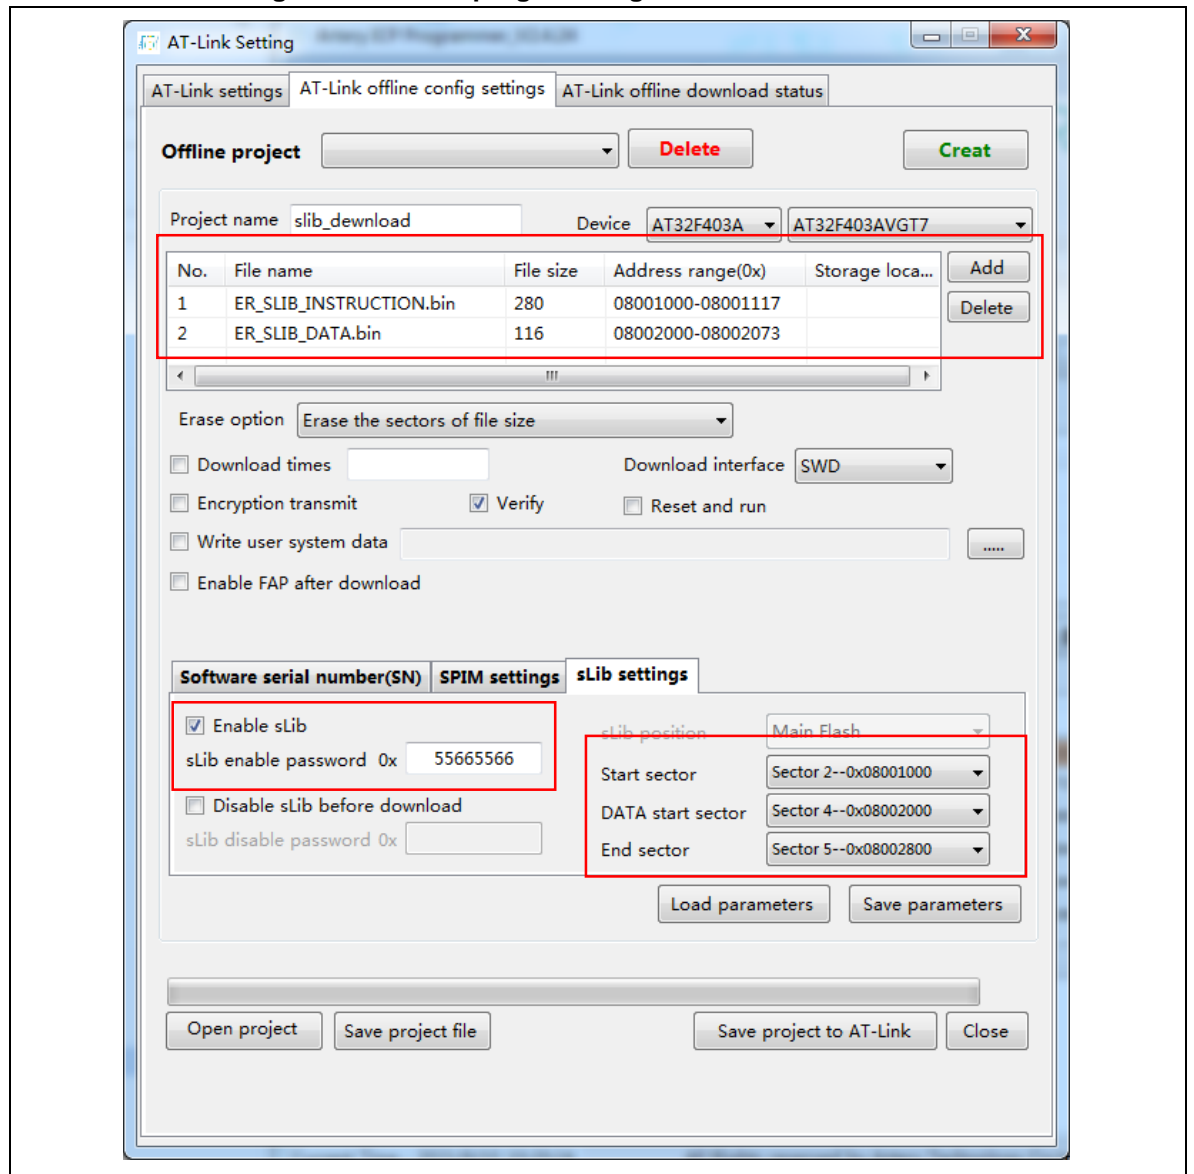 AT-Link Setting
AT-Link settings AT-Link offline config settings AT-Link offline download status
Offline project Delete Creat
Project name slib_dewnload Device AT32F403A AT32F403AVGT7
No. File name File size Address range(0x) Storage loca... Add
1 ER_SLIB_INSTRUCTION.bin 280 08001000-08001117 Delete
2 ER_SLIB_DATA.bin 116 08002000-08002073
Erase option Erase the sectors of file size
Download times Download interface SWD
Encryption transmit Verify Reset and run
Write user system data .....
Enable FAP after download
Software serial number(SN) SPIM settings sLib settings
Enable sLib sLib position Main Flash
sLib enable password 0x 55665566 Start sector Sector 2--0x08001000
Disable sLib before download DATA start sector Sector 4--0x08002000
sLib disable password 0x End sector Sector 5--0x08002800
Load parameters Save parameters
Open project Save project file Save project to AT-Link Close